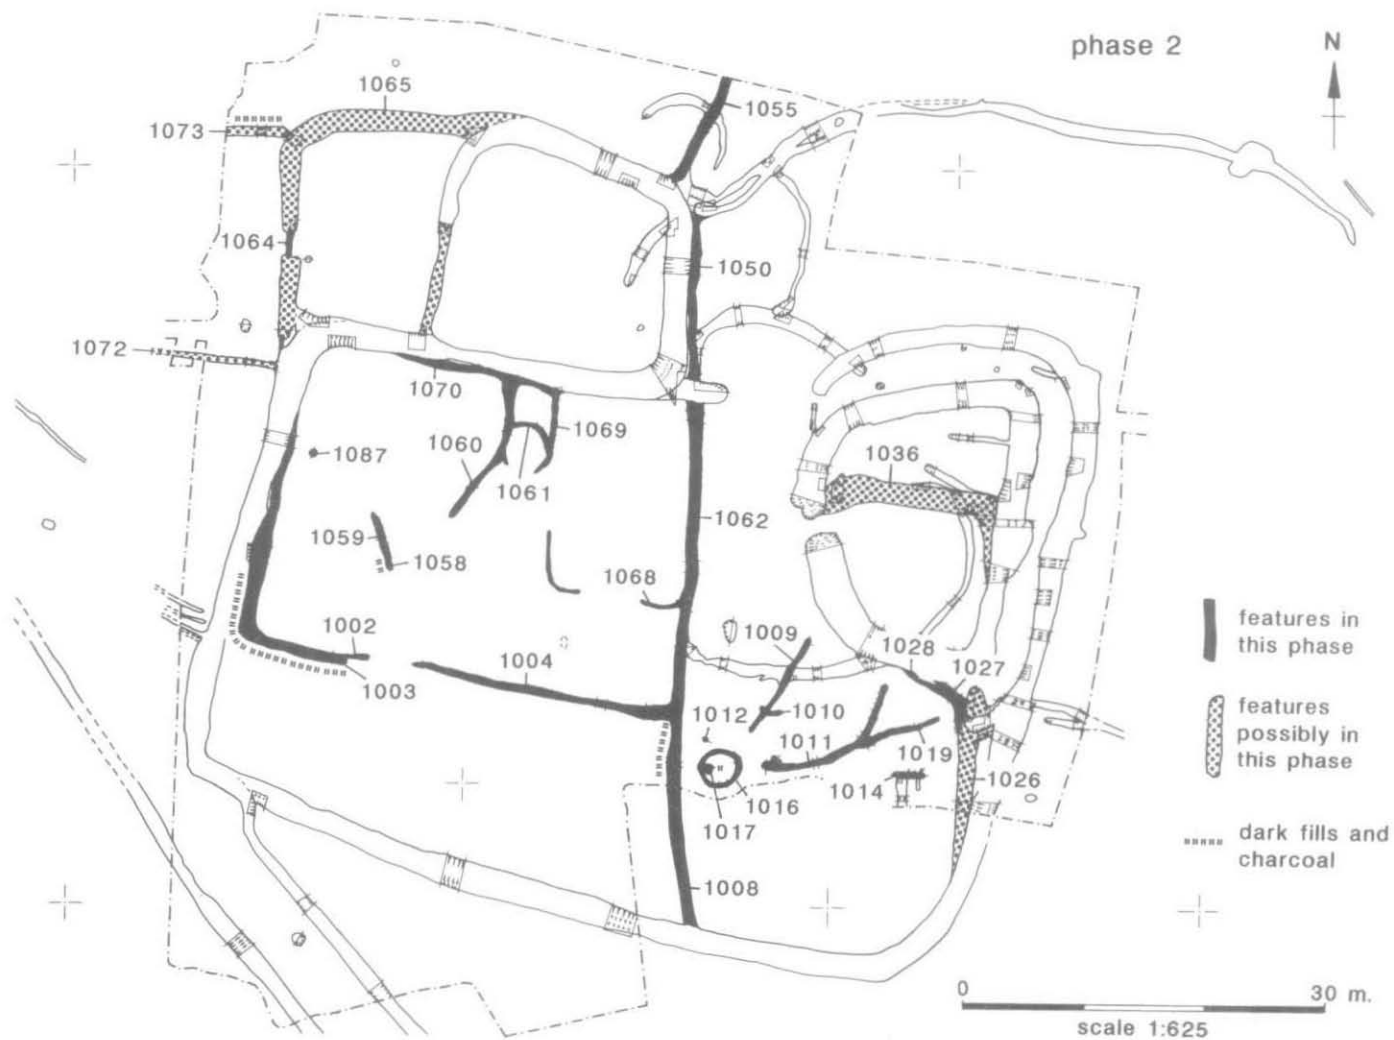 phase 2
N
1065
1055
1073
1064
1050
1072
1070
1069
1060
1036
1087
1061
1062
1059
1058
1068
features in
this phase
1009
1002
1028
1004
1027
1003
features
possibly in
this phase
1012
1010
1011
1019
1014
1026
1016
1017
dark fills and
charcoal
1008
0
30 m.
scale 1:625